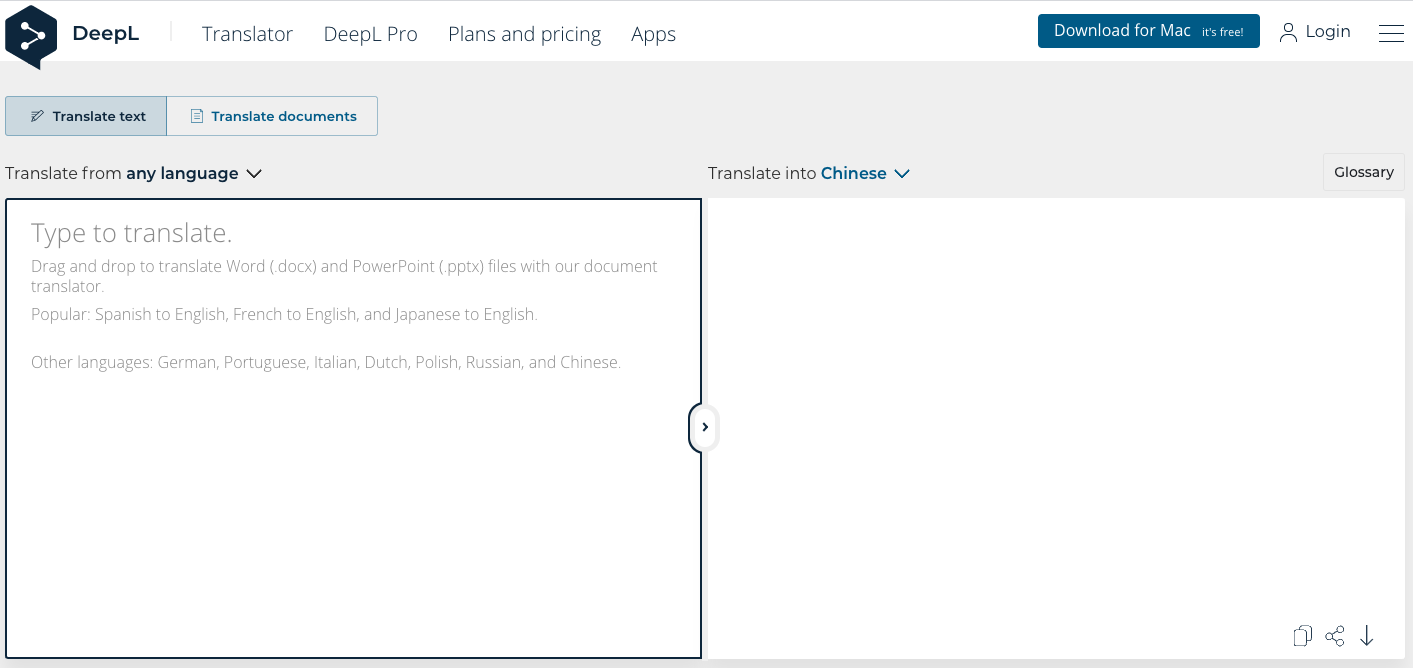 DeepL
Translator
DeepL Pro
Plans and pricing
Apps
Download for Mac it's free!
Login
Translate text
Translate documents
Translate from any language
Translate into Chinese
Glossary
Type to translate.
Drag and drop to translate Word (.docx) and PowerPoint (.pptx) files with our document
translator.
Popular: Spanish to English, French to English, and Japanese to English.
Other languages: German, Portuguese, Italian, Dutch, Polish, Russian, and Chinese.